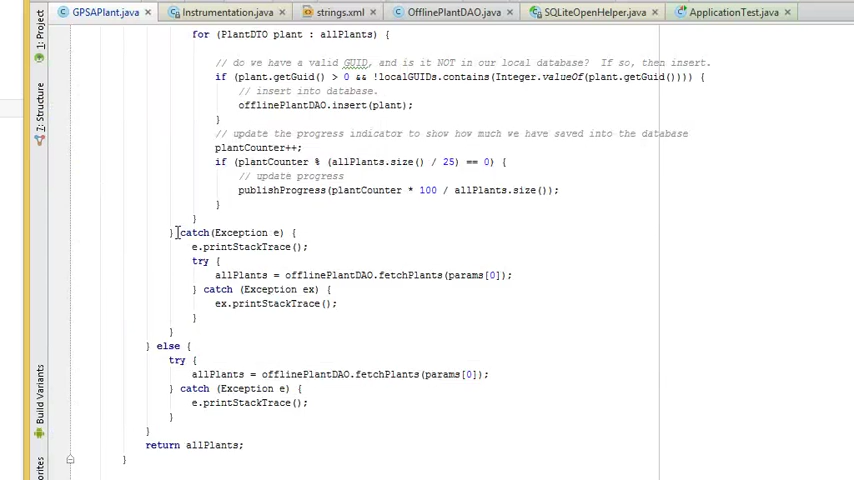 GPSAPlant.java Instrumentation.java strings.xml OfflinePlantDAO.java SQLiteOpenHelper.java ApplicationTest.java
1: Project
7: Structure
Build Variants
orites
for (PlantDTO plant : allPlants) {
// do we have a valid GUID, and is it NOT in our local database?  If so, then insert.
if (plant.getGuid() > 0 && !localGUIDs.contains(Integer.valueOf(plant.getGuid()))) {
// insert into database.
offlinePlantDAO.insert(plant);
}
// update the progress indicator to show how much we have saved into the database
plantCounter++;
if (plantCounter % (allPlants.size() / 25) == 0) {
// update progress
publishProgress(plantCounter * 100 / allPlants.size());
}
}
} catch(Exception e) {
e.printStackTrace();
try {
allPlants = offlinePlantDAO.fetchPlants(params[0]);
} catch (Exception ex) {
ex.printStackTrace();
}
}
} else {
try {
allPlants = offlinePlantDAO.fetchPlants(params[0]);
} catch (Exception e) {
e.printStackTrace();
}
}
return allPlants;
}